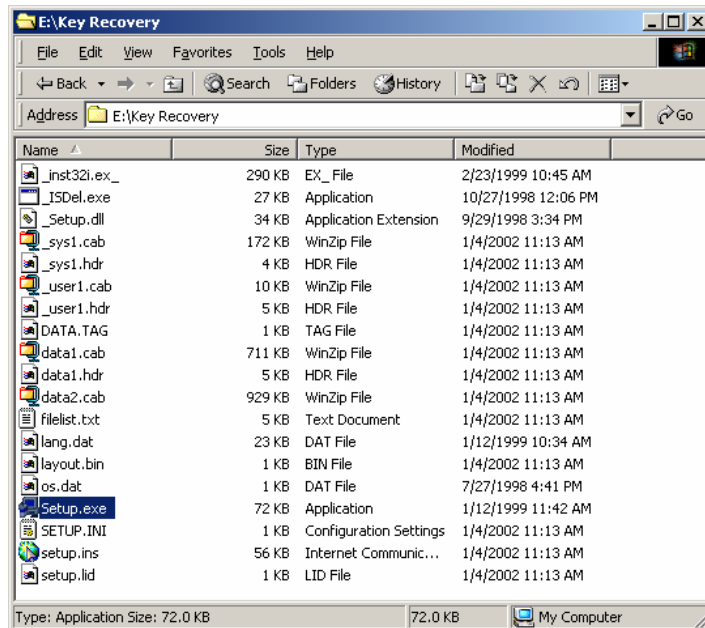 E:\Key Recovery
File Edit View Favorites Tools Help
Back Search Folders History
Address E:\Key Recovery Go
Name Size Type Modified
_inst32i.ex_ 290 KB EX_ File 2/23/1999 10:45 AM
_ISDel.exe 27 KB Application 10/27/1998 12:06 PM
_Setup.dll 34 KB Application Extension 9/29/1998 3:34 PM
_sys1.cab 172 KB WinZip File 1/4/2002 11:13 AM
_sys1.hdr 4 KB HDR File 1/4/2002 11:13 AM
_user1.cab 10 KB WinZip File 1/4/2002 11:13 AM
_user1.hdr 5 KB HDR File 1/4/2002 11:13 AM
DATA.TAG 1 KB TAG File 1/4/2002 11:13 AM
data1.cab 711 KB WinZip File 1/4/2002 11:13 AM
data1.hdr 5 KB HDR File 1/4/2002 11:13 AM
data2.cab 929 KB WinZip File 1/4/2002 11:13 AM
filelist.txt 5 KB Text Document 1/4/2002 11:13 AM
lang.dat 23 KB DAT File 1/12/1999 10:34 AM
layout.bin 1 KB BIN File 1/4/2002 11:13 AM
os.dat 1 KB DAT File 7/27/1998 4:41 PM
Setup.exe 72 KB Application 1/12/1999 11:42 AM
SETUP.INI 1 KB Configuration Settings 1/4/2002 11:13 AM
setup.ins 56 KB Internet Communic... 1/4/2002 11:13 AM
setup.lid 1 KB LID File 1/4/2002 11:13 AM
Type: Application Size: 72.0 KB 72.0 KB My Computer